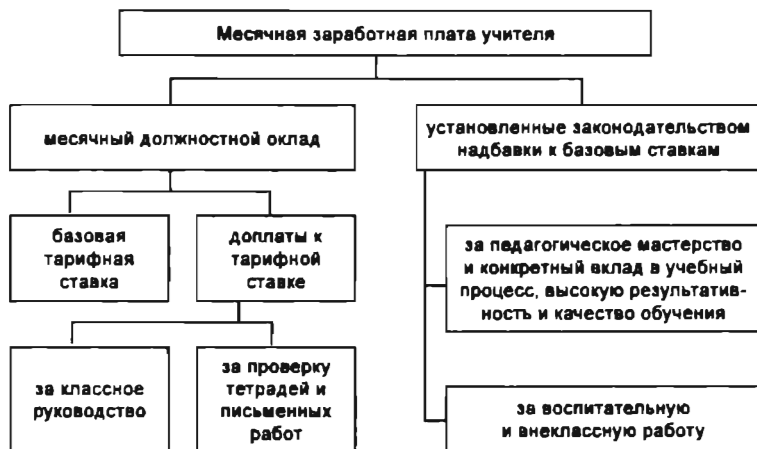 Месячная заработная плата учителя
месячный должностной оклад
установленные законодательством
надбавки к базовым ставкам
базовая
тарифная
ставка
доплаты к
тарифной
ставке
за педагогическое мастерство
и конкретный вклад в учебный
процесс, высокую результатив-
ность и качество обучения
за классное
руководство
за проверку
тетрадей и
письменных
работ
за воспитательную
и внеклассную работу